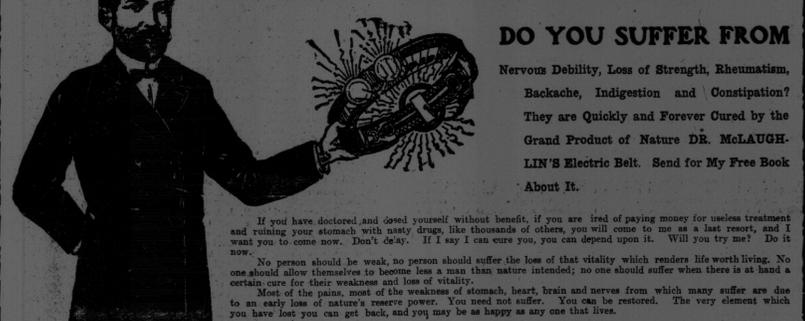 DO YOU SUFFER FROM
Nervous Debility, Loss of Strength, Rheumatism,
Backache, Indigestion and Constipation?
They are Quickly and Forever Cured by the
Grand Product of Nature DR. McLAUGH-
LIN'S Electric Belt. Send for My Free Book
About It.
If you have doctored and dosed yourself without benefit, if you are ired of paying money for useless treatment
and ruining your stomach with nasty drugs, like thousands of others, you will come to me as a last resort, and I
want you to come now. Don't delay. If I say I can cure you, you can depend upon it. Will you try me? Do it
now.
No person should be weak, no person should suffer the loss of that vitality which renders life worth living. No
one should allow themselves to become less a man than nature intended; no one should suffer when there is at hand a
certain cure for their weakness and loss of vitality.
Most of the pains, most of the weakness of stomach, heart, brain and nerves from which many suffer are due
to an early loss of nature's reserve power. You need not suffer. You can be restored. The very element which
you have lost you can get back, and you may be as happy as any one that lives.